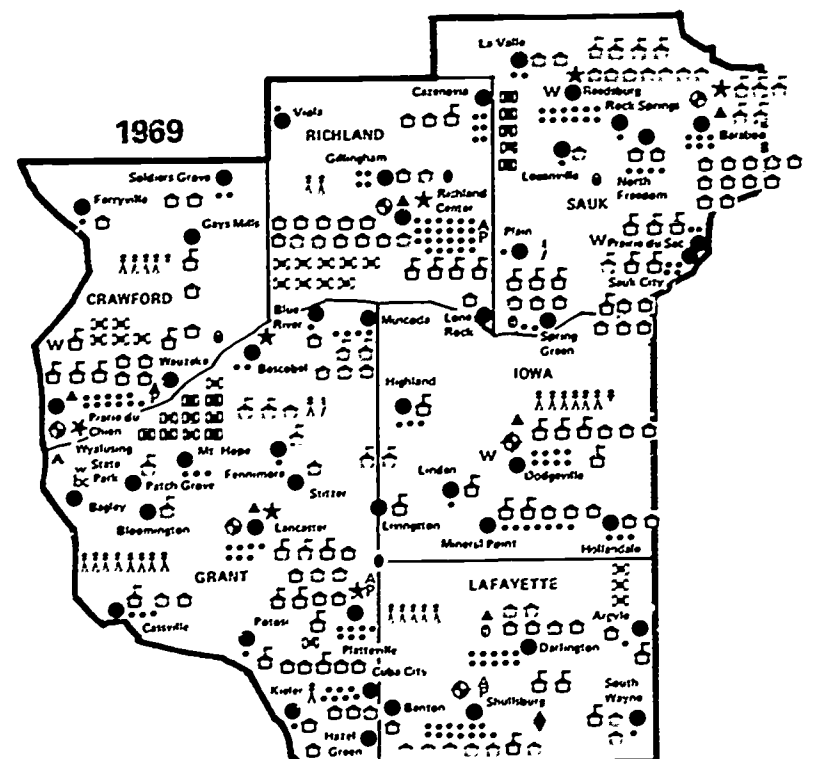 1969
La Valle
Cazenovia
W
Reedsburg
Rock Springs
Viola
RICHLAND
Baraboo
Gillingham
Soldiers Grove
Loganville
North
Freedom
Ferryville
Richland
Center
SAUK
Gays Mills
A
P
Plain
W
Prairie du Sac
Sauk City
CRAWFORD
Blue
River
Muscoda
Lone
Rock
Spring
Green
W
Wauzeka
Boscobel
IOWA
A
P
Highland
Prairie du
Chien
A
Wyalusing
State
Park
W
Mt Hope
Fennimore
W
Dodgeville
Patch Grove
Linden
Stitzer
Bagley
Bloomington
Lancaster
Livingston
Mineral Point
Hollandale
GRANT
LAFAYETTE
A
P
Cassville
Potosi
Platteville
Argyle
Darlington
Cuba City
A
P
South
Wayne
Kieler
Benton
Shullsburg
Hazel
Green